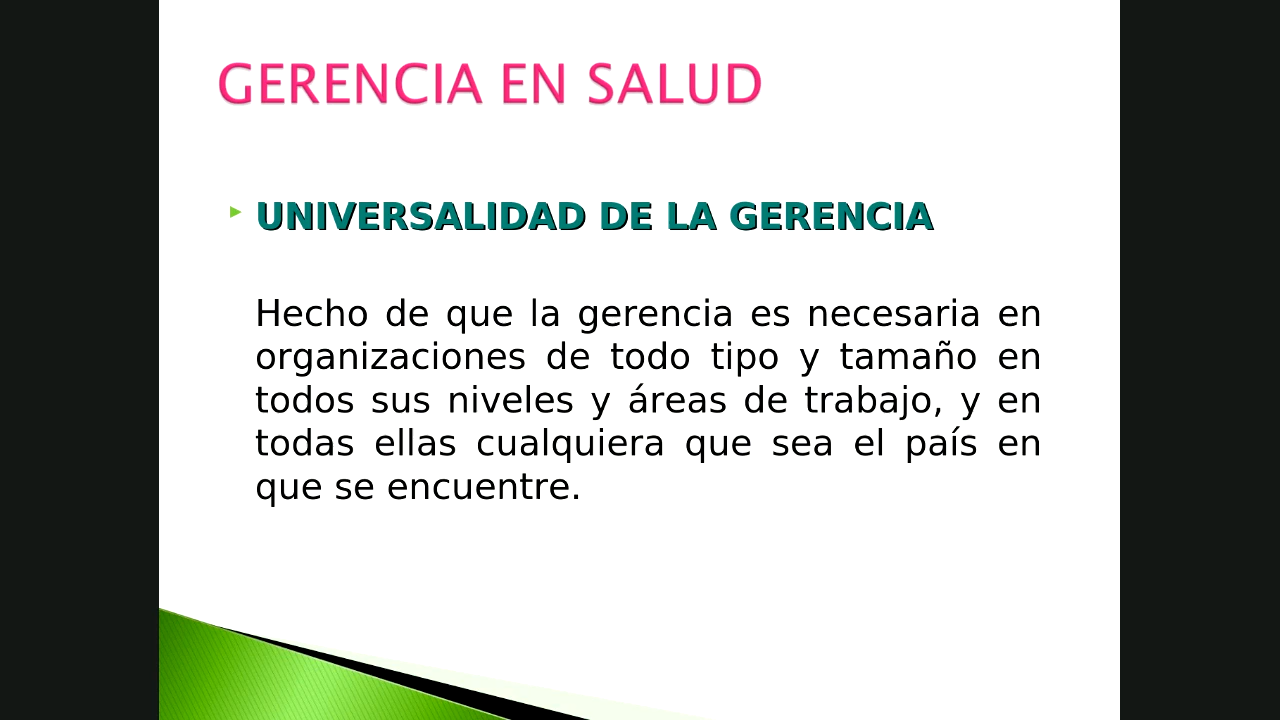 GERENCIA EN SALUD
UNIVERSALIDAD DE LA GERENCIA
Hecho de que la gerencia es necesaria en
organizaciones de todo tipo y tamaño en
todos sus niveles y áreas de trabajo, y en
todas ellas cualquiera que sea el país en
que se encuentre.